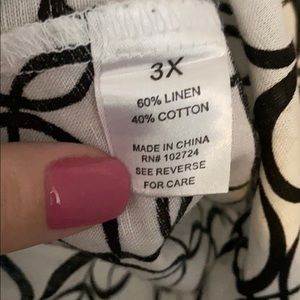 3X
60% LINEN
40% COTTON
MADE IN CHINA
RN# 102724
SEE REVERSE
FOR CARE